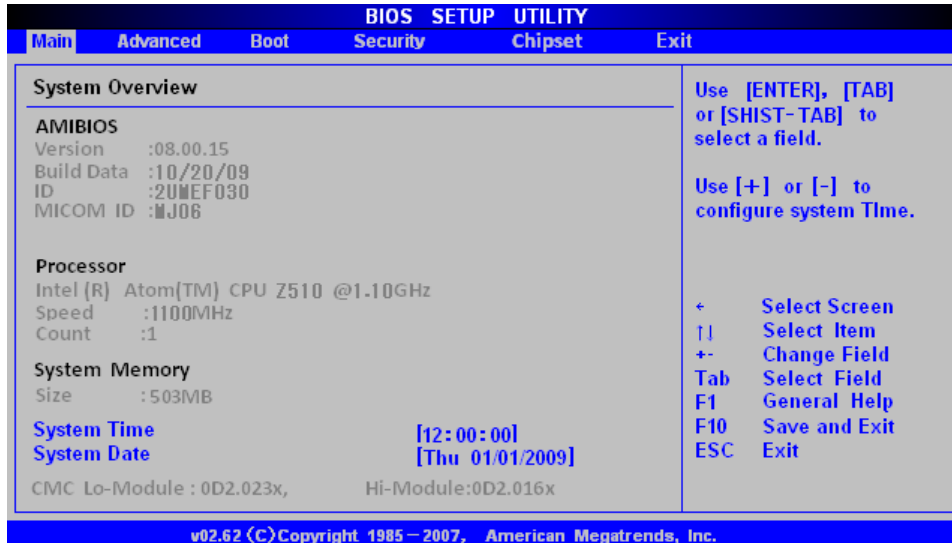 BIOS SETUP UTILITY
Main Advanced Boot Security Chipset Exit
System Overview
AMIBIOS
Version :08.00.15
Build Data :10/20/09
ID :2UMEF030
MICOM ID :MJ06
Processor
Intel (R) Atom(TM) CPU Z510 @1.10GHz
Speed :1100MHz
Count :1
System Memory
Size :503MB
System Time [12:00:00]
System Date [Thu 01/01/2009]
CMC Lo-Module : 0D2.023x, Hi-Module:0D2.016x
Use [ENTER], [TAB]
or [SHIST-TAB] to
select a field.
Use [+] or [-] to
configure system TIme.
← Select Screen
↑↓ Select Item
+- Change Field
Tab Select Field
F1 General Help
F10 Save and Exit
ESC Exit
v02.62 (C)Copyright 1985-2007, American Megatrends, Inc.